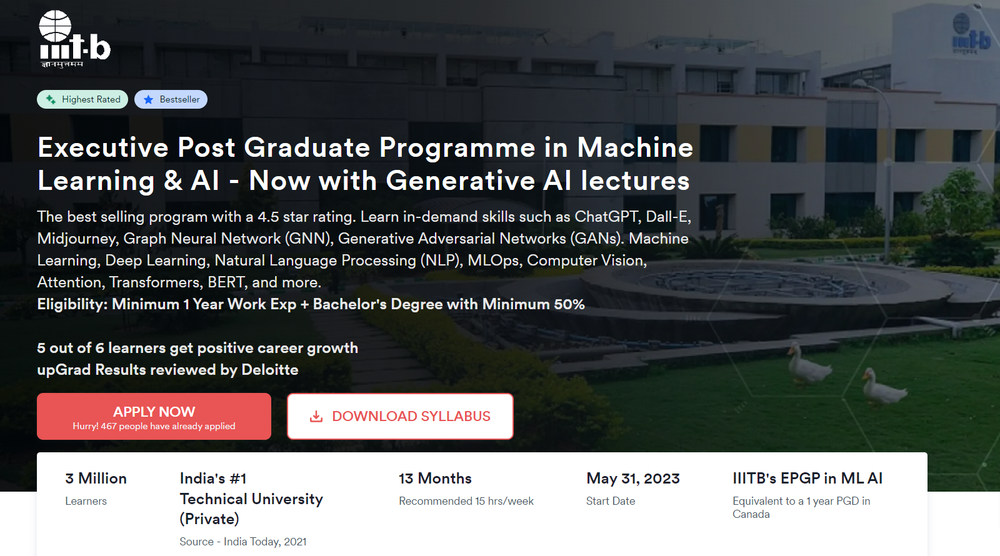 iiit-b
ज्ञानमुत्तमम
iiit-b
Highest Rated
Bestseller
Executive Post Graduate Programme in Machine
Learning & AI - Now with Generative AI lectures
The best selling program with a 4.5 star rating. Learn in-demand skills such as ChatGPT, Dall-E,
Midjourney, Graph Neural Network (GNN), Generative Adversarial Networks (GANs). Machine
Learning, Deep Learning, Natural Language Processing (NLP), MLOps, Computer Vision,
Attention, Transformers, BERT, and more.
Eligibility: Minimum 1 Year Work Exp + Bachelor's Degree with Minimum 50%
5 out of 6 learners get positive career growth
upGrad Results reviewed by Deloitte
APPLY NOW
Hurry! 467 people have already applied
DOWNLOAD SYLLABUS
3 Million
Learners
India's #1
Technical University
(Private)
Source - India Today, 2021
13 Months
Recommended 15 hrs/week
May 31, 2023
Start Date
IIITB's EPGP in ML AI
Equivalent to a 1 year PGD in
Canada